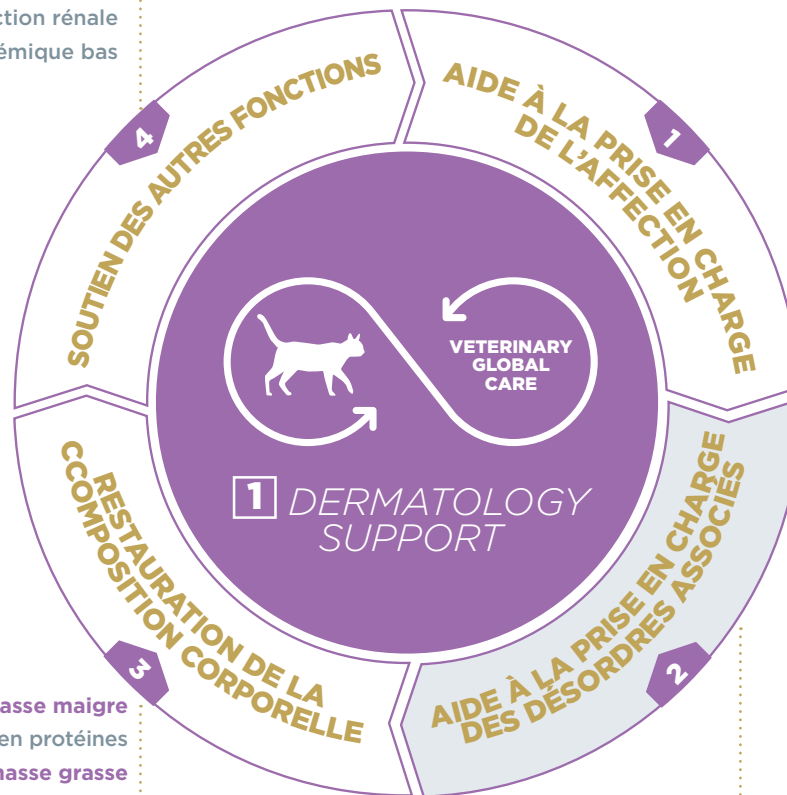 ction rénale
émique bas
4
SOUTIEN DES AUTRES FONCTIONS
1
AIDE À LA PRISE EN CHARGE
DE L'AFFECTION
VETERINARY
GLOBAL
CARE
1 DERMATOLOGY
SUPPORT
2
AIDE À LA PRISE EN CHARGE
DES DÉSORDRES ASSOCIÉS
3
RESTAURATION DE LA
CCOMPOSITION CORPORELLE
asse maigre
en protéines
nasse grasse